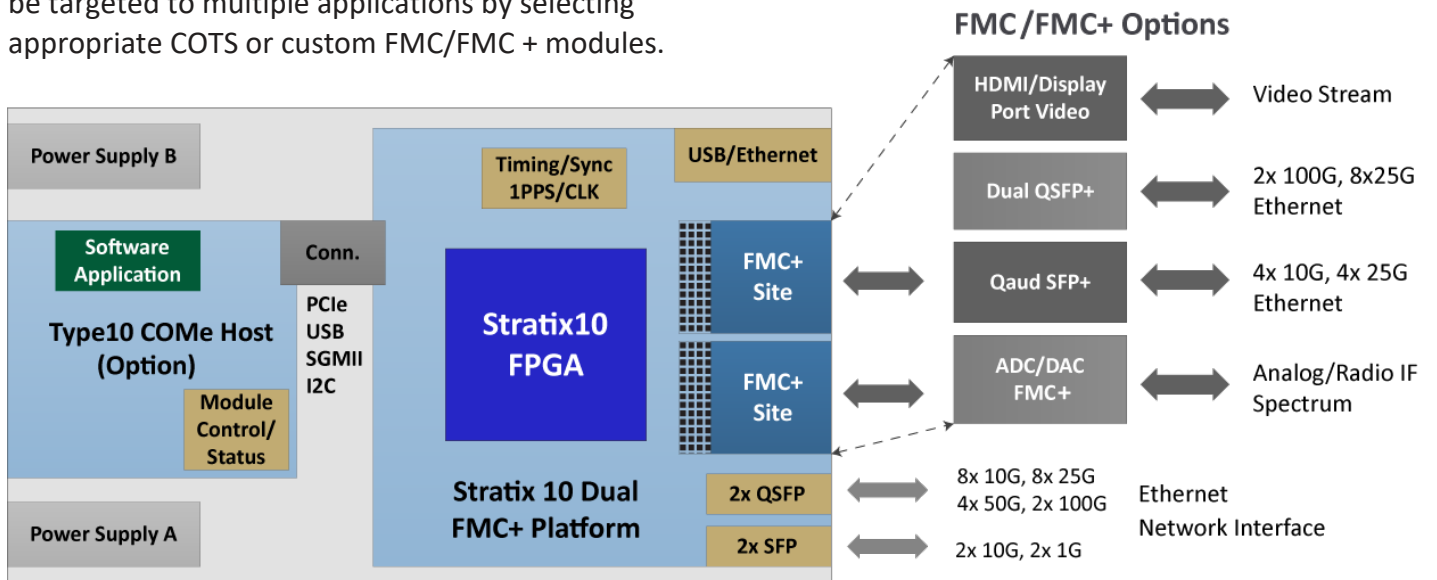 be targeted to multiple applications by selecting
appropriate COTS or custom FMC/FMC + modules.
FMC/FMC+ Options
Power Supply B
Timing/Sync
1PPS/CLK
USB/Ethernet
HDMI/Display
Port Video
Video Stream
Dual QSFP+
2x 100G, 8x25G
Ethernet
Software
Application
Conn.
Type10 COMe Host
(Option)
PCIe
USB
SGMII
I2C
Module
Control/
Status
Stratix10
FPGA
FMC+
Site
FMC+
Site
Qaud SFP+
4x 10G, 4x 25G
Ethernet
ADC/DAC
FMC+
Analog/Radio IF
Spectrum
Stratix 10 Dual
FMC+ Platform
2x QSFP
8x 10G, 8x 25G
4x 50G, 2x 100G
Ethernet
Network Interface
Power Supply A
2x SFP
2x 10G, 2x 1G